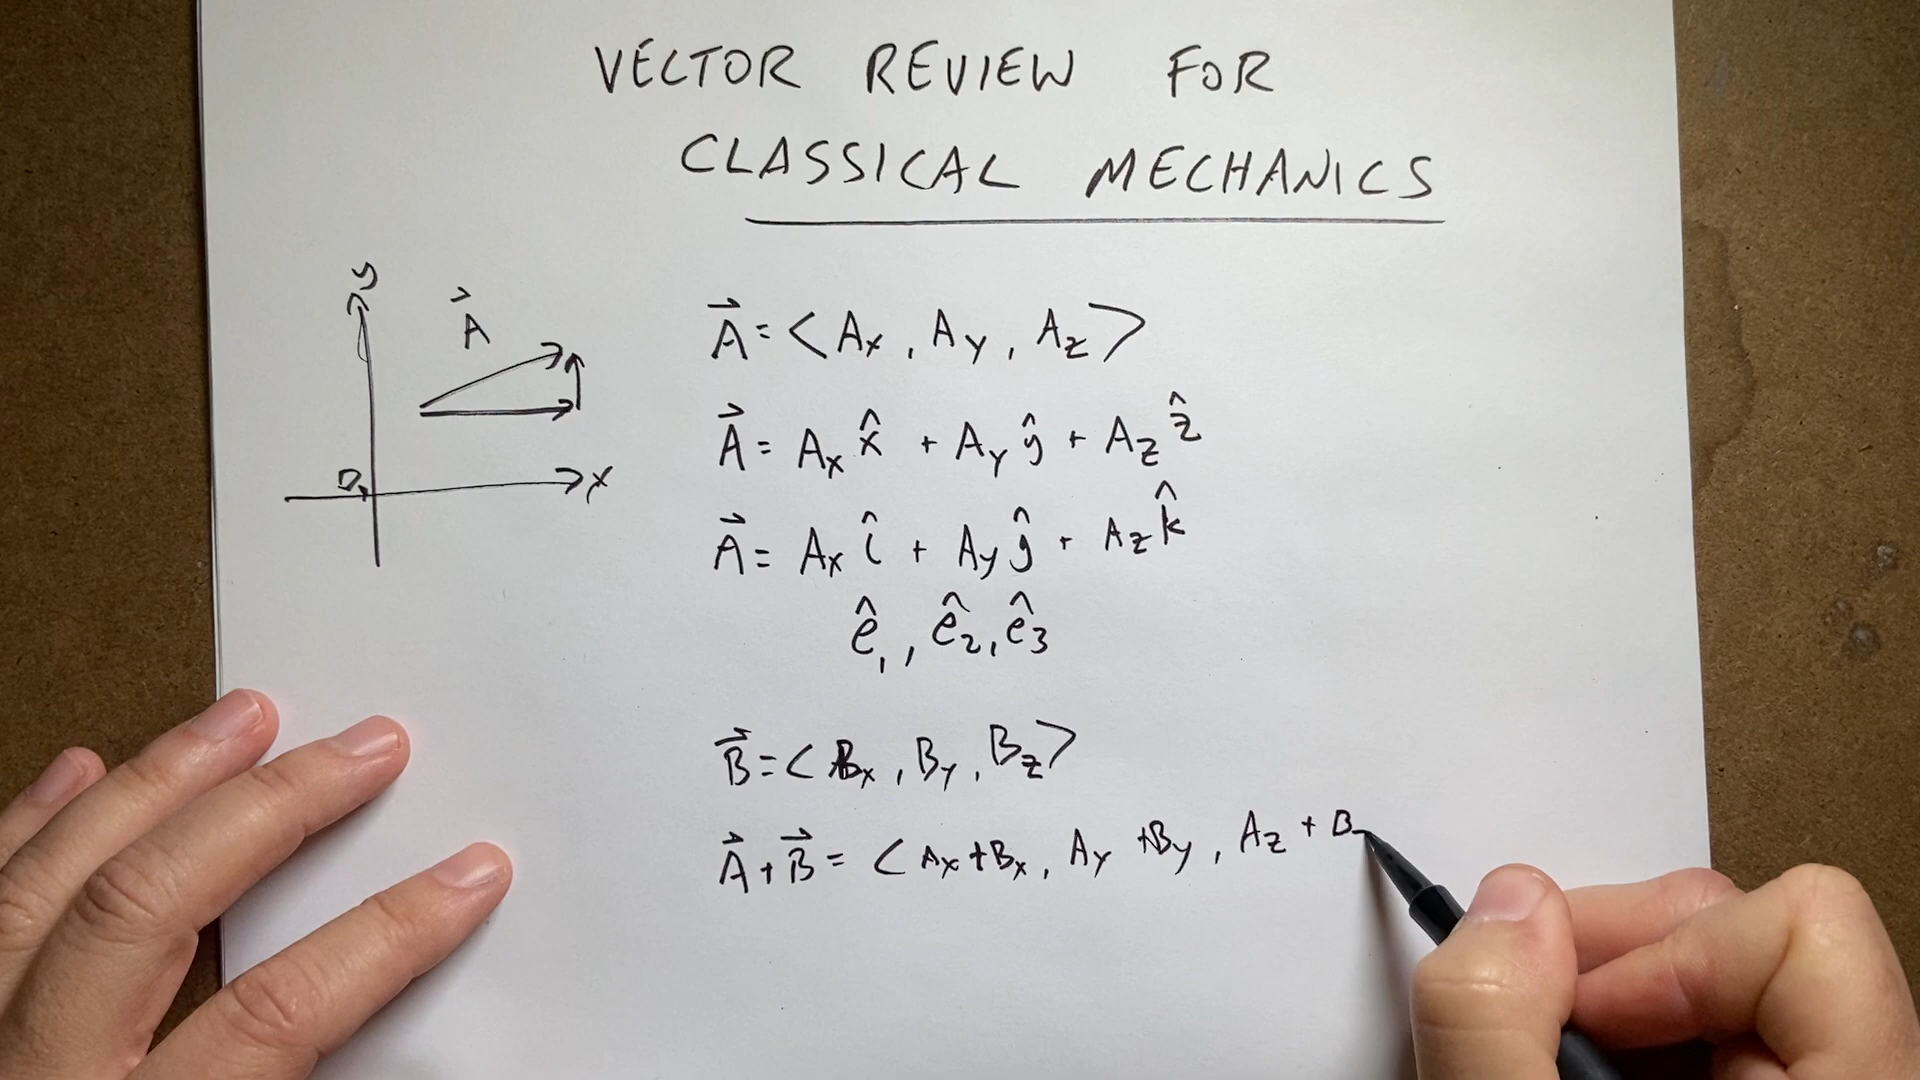 VECTOR REVIEW FOR
CLASSICAL MECHANICS
y
A⃗
x
A⃗ = <Ax, Ay, Az>
A⃗ = Ax x̂ + Ay ŷ + Az ẑ
A⃗ = Ax î + Ay ĵ + Az k̂
ê1, ê2, ê3
B⃗ = <Bx, By, Bz>
A⃗ + B⃗ = <Ax+Bx, Ay+By, Az+B